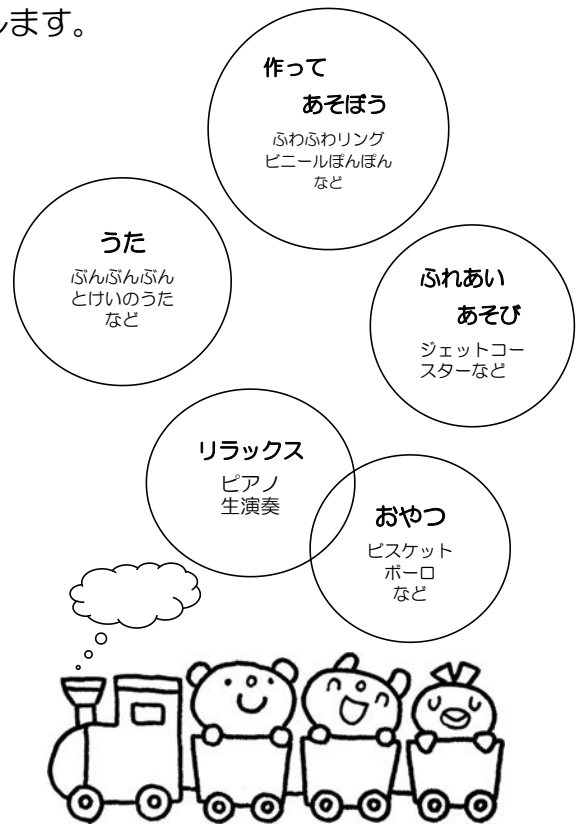 します。
作って
あそぼう
ふわふわリング
ビニールぽんぽん
など
うた
ぶんぶんぶん
とけいのうた
など
ふれあい
あそび
ジェットコー
スターなど
リラックス
ピアノ
生演奏
おやつ
ビスケット
ボーロ
など